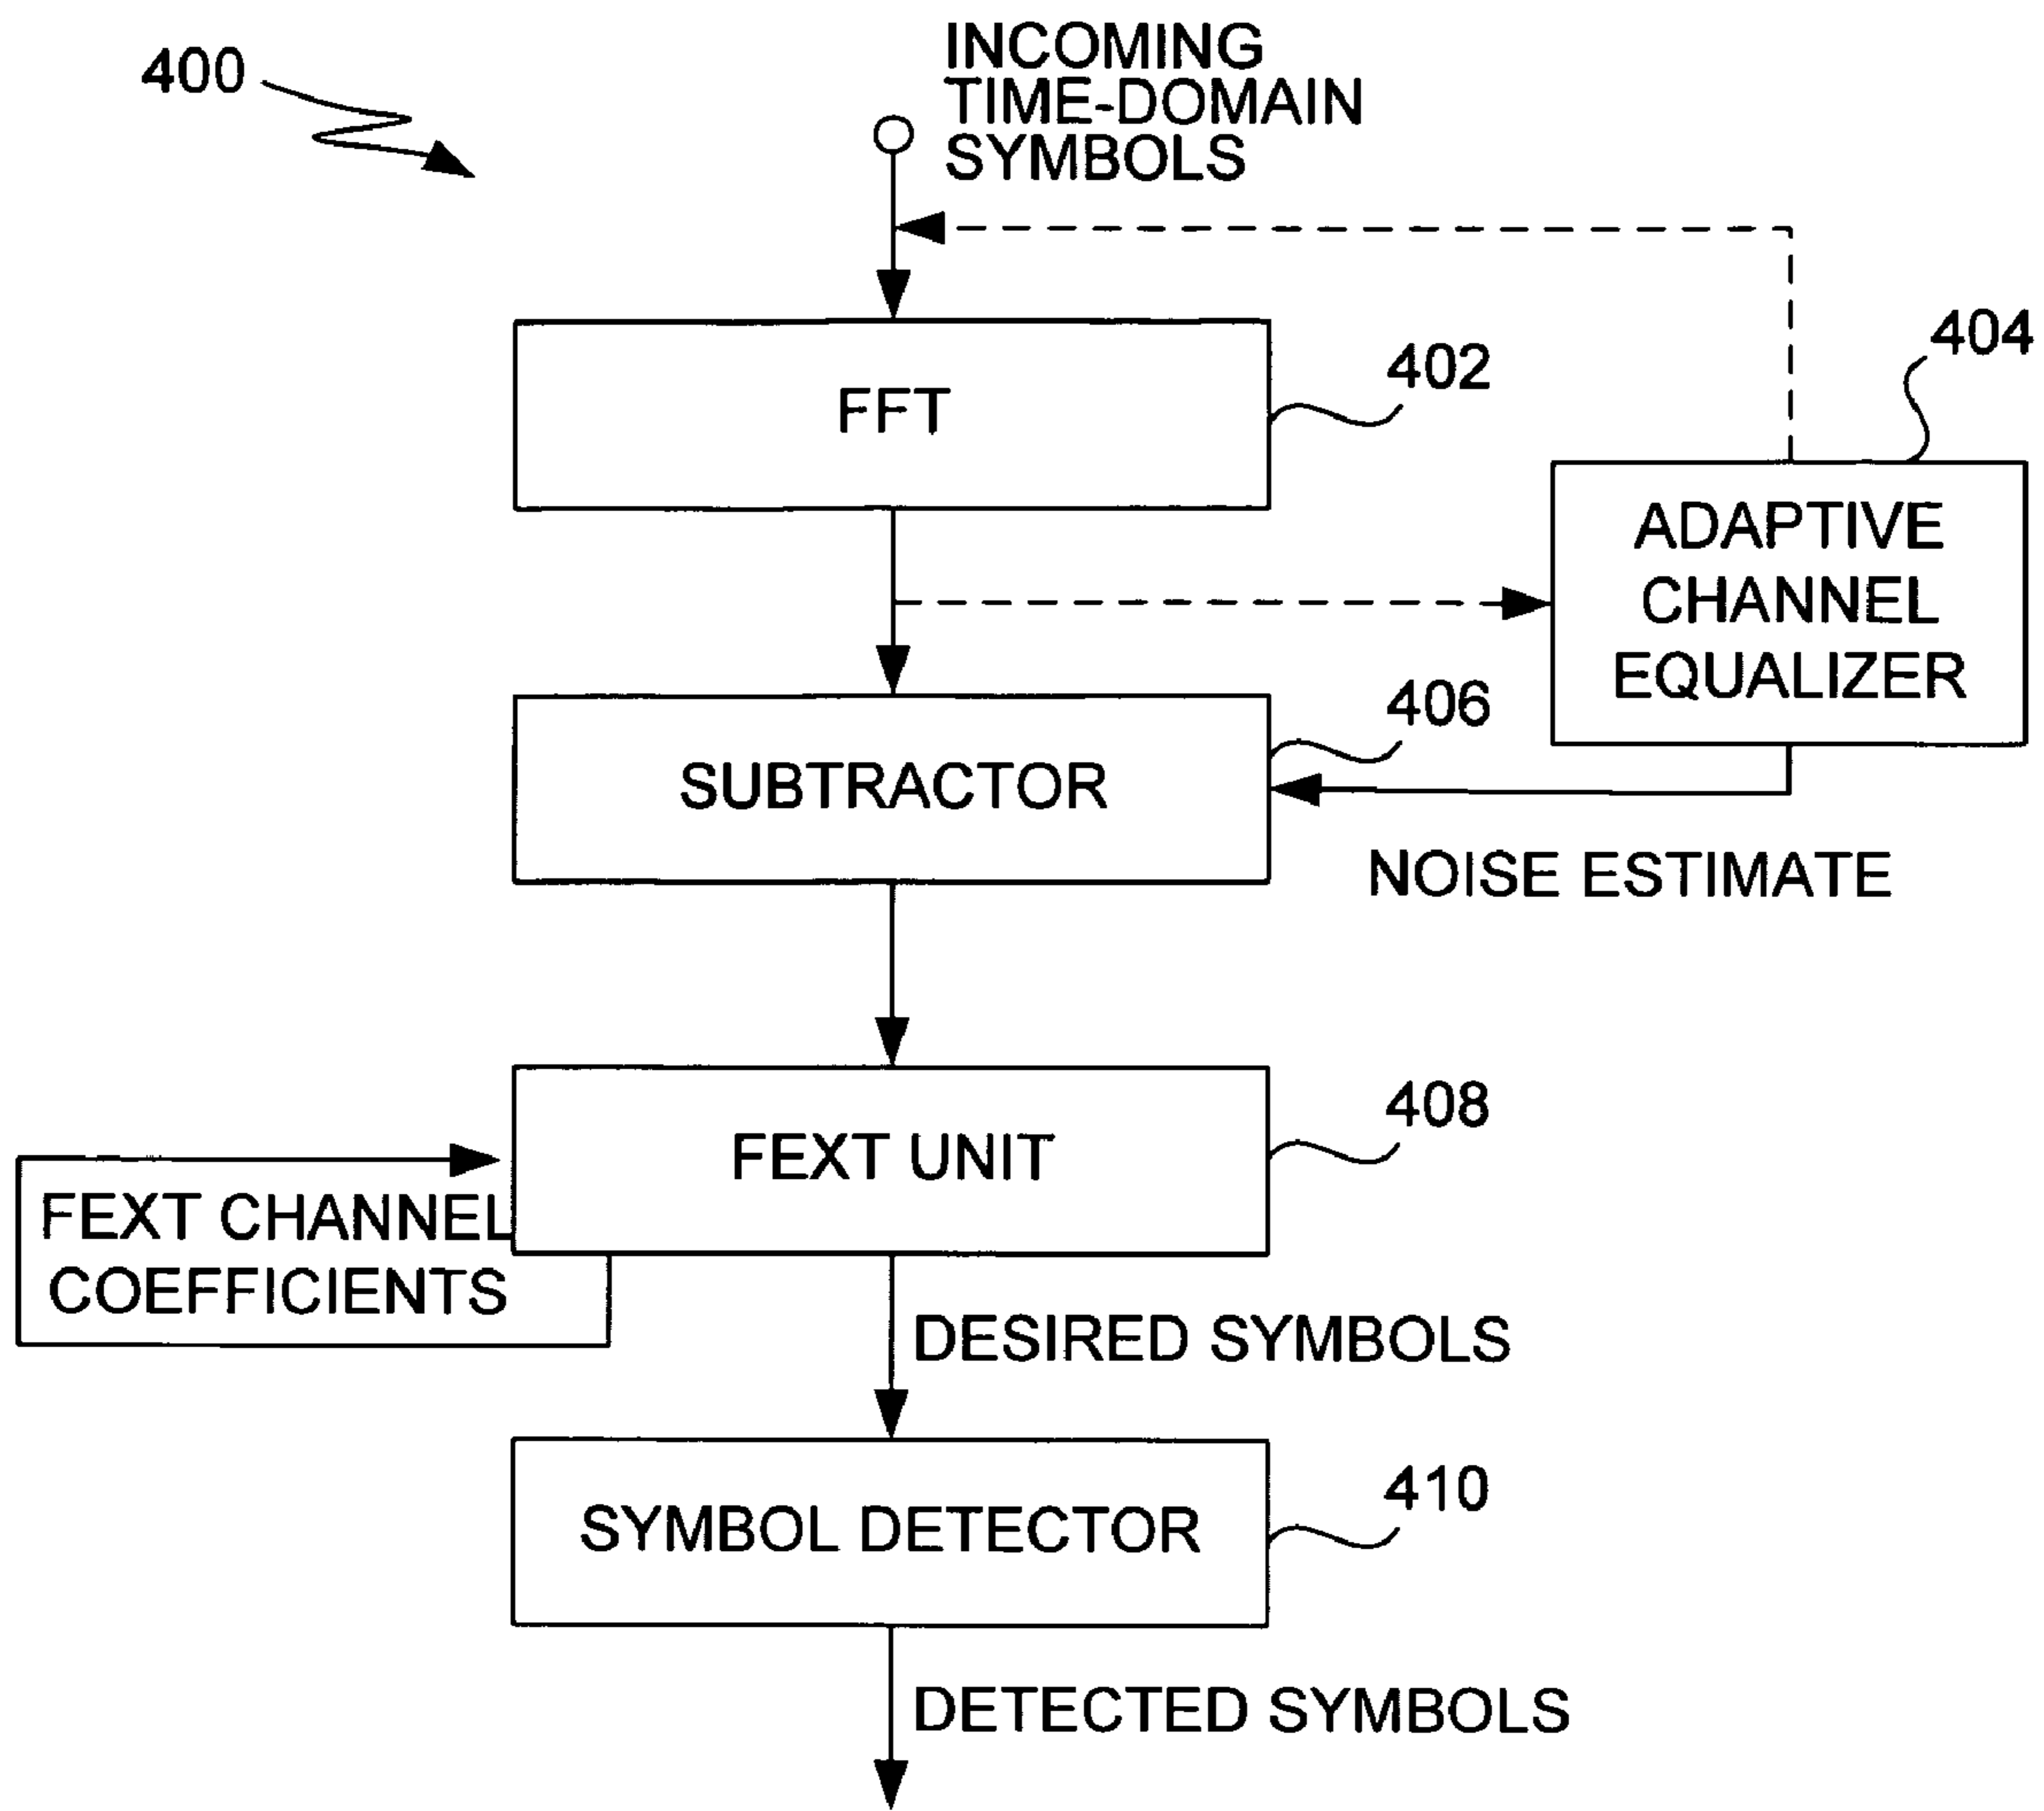 400
INCOMING
TIME-DOMAIN
SYMBOLS
FFT
402
404
ADAPTIVE
CHANNEL
EQUALIZER
406
SUBTRACTOR
NOISE ESTIMATE
408
FEXT UNIT
FEXT CHANNEL
COEFFICIENTS
DESIRED SYMBOLS
410
SYMBOL DETECTOR
DETECTED SYMBOLS